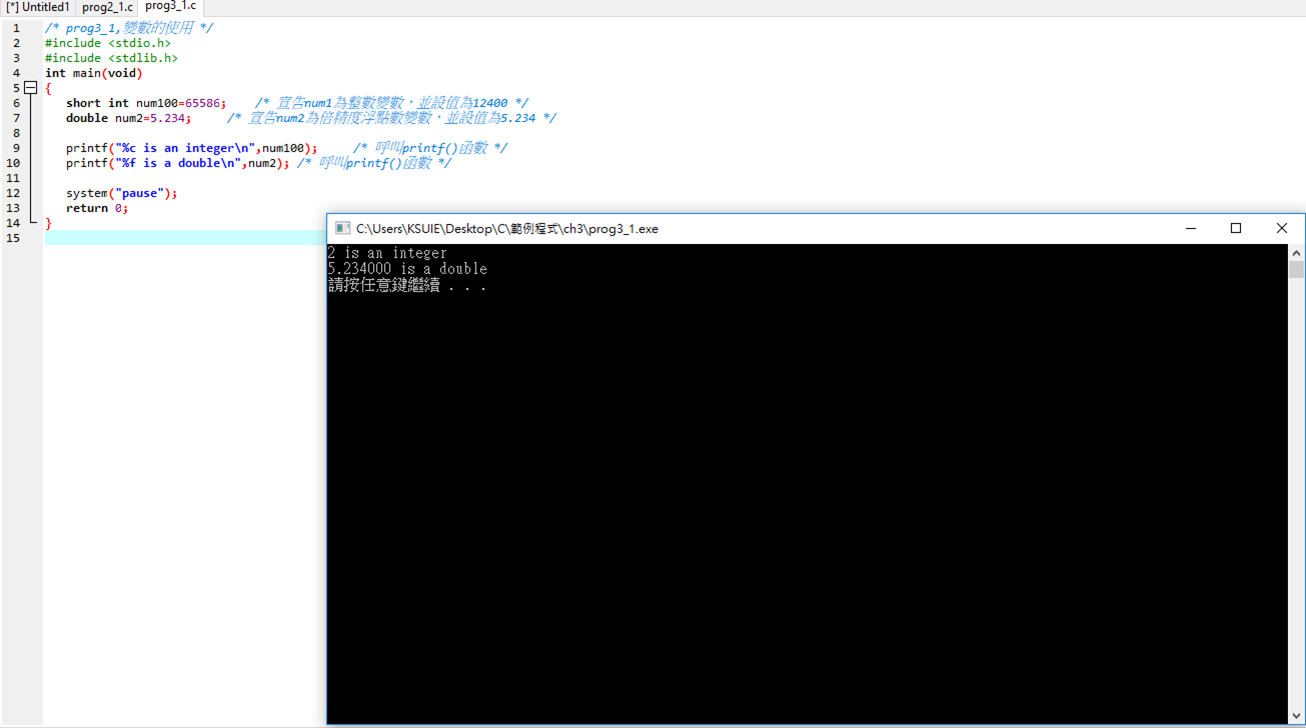 [*] Untitled1 prog2_1.c prog3_1.c
1 /* prog3_1,變數的使用 */
2 #include <stdio.h>
3 #include <stdlib.h>
4 int main(void)
5 {
6 short int num100=65586; /* 宣告num1為整數變數，並設值為12400 */
7 double num2=5.234; /* 宣告num2為倍精度浮點數變數，並設值為5.234 */
8
9 printf("%c is an integer\n",num100); /* 呼叫printf()函數 */
10 printf("%f is a double\n",num2); /* 呼叫printf()函數 */
11
12 system("pause");
13 return 0;
14 }
15
C:\Users\KSUIE\Desktop\C\範例程式\ch3\prog3_1.exe
2 is an integer
5.234000 is a double
請按任意鍵繼續 . . .